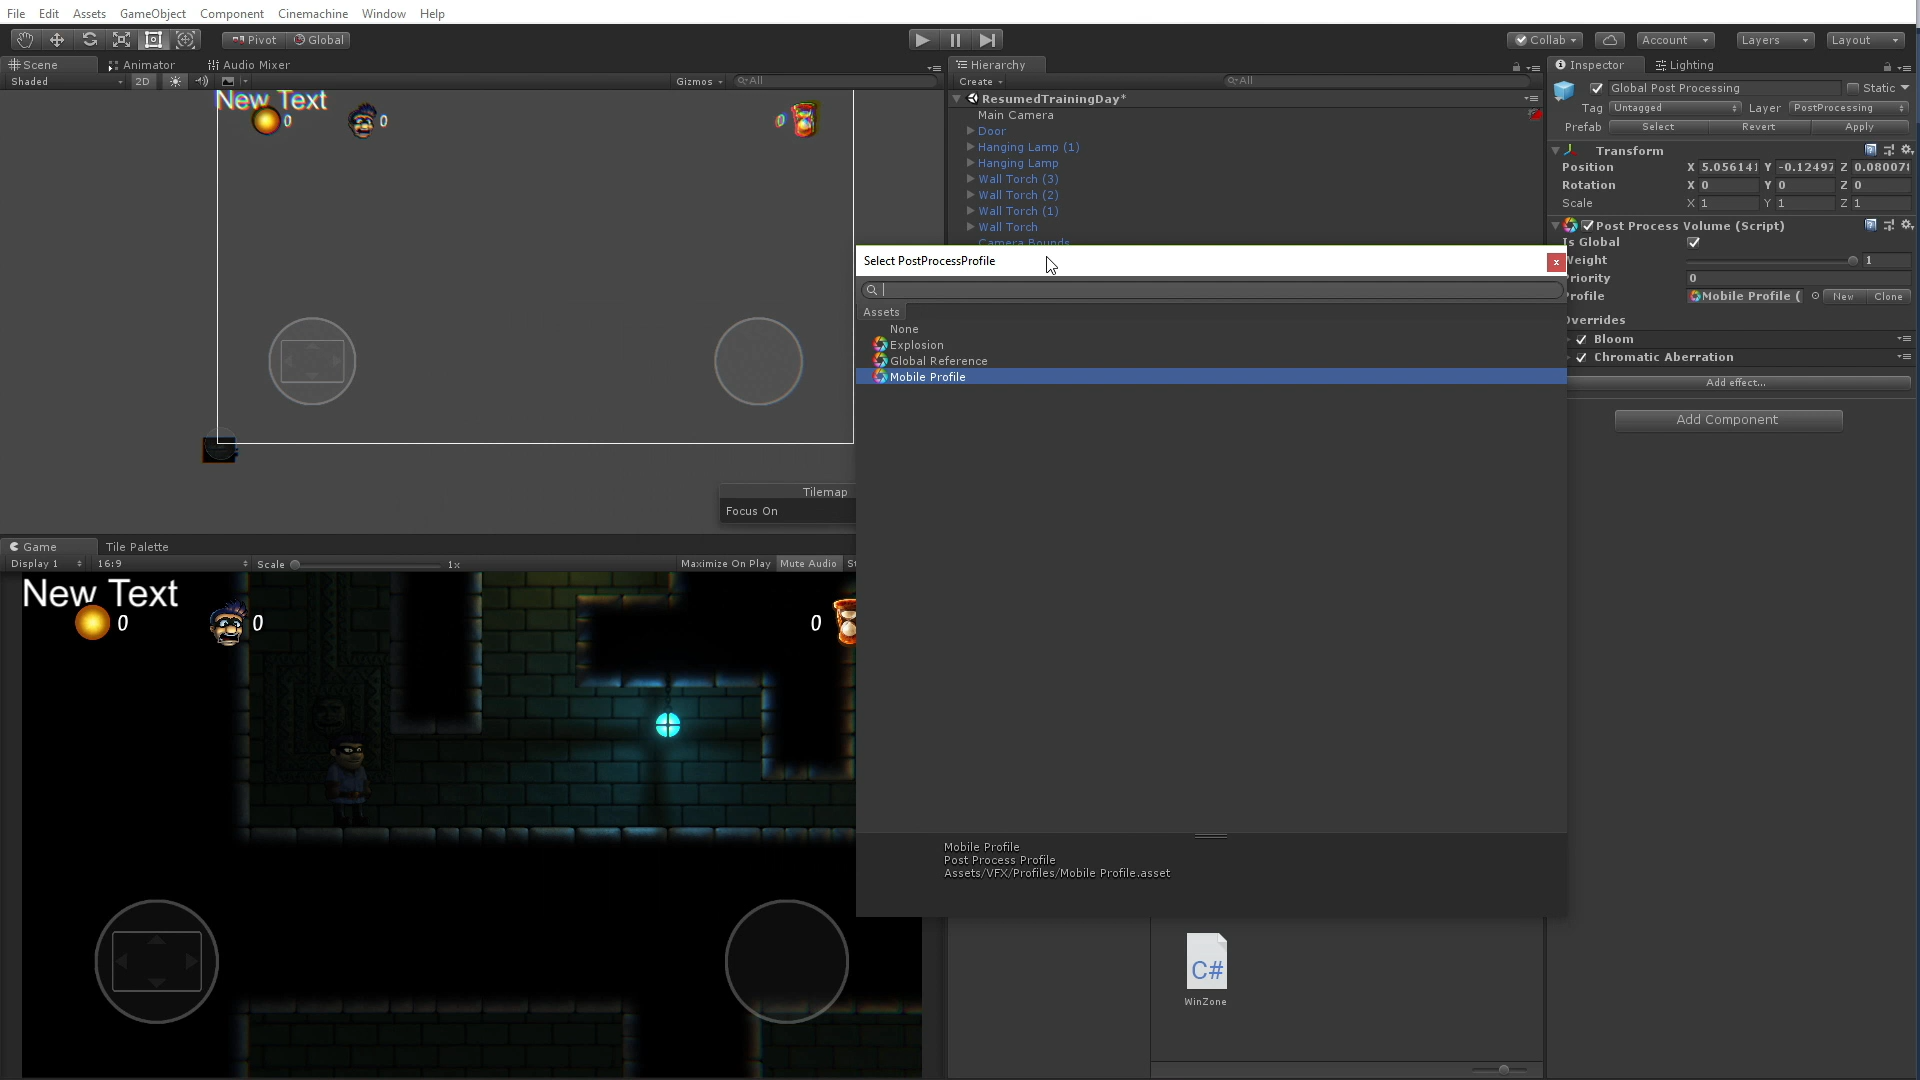 File Edit Assets GameObject Component Cinemachine Window Help
Pivot Global
Collab Account Layers Layout
Scene Animator Audio Mixer
Shaded 2D Gizmos All
New Text
0 0 0
Tilemap
Focus On
Game Tile Palette
Display 1 16:9 Scale 1x Maximize On Play Mute Audio St
New Text
0 0 0
Hierarchy
Create All
ResumedTrainingDay*
Main Camera
Door
Hanging Lamp (1)
Hanging Lamp
Wall Torch (3)
Wall Torch (2)
Wall Torch (1)
Wall Torch
Camera Bounds
Select PostProcessProfile x
Assets
None
Explosion
Global Reference
Mobile Profile
Mobile Profile
Post Process Profile
Assets/VFX/Profiles/Mobile Profile.asset
C#
WinZone
Inspector Lighting
Global Post Processing Static
Tag Untagged Layer PostProcessing
Prefab Select Revert Apply
Transform
Position X 5.05614 Y -0.12497 Z 0.08007
Rotation X 0 Y 0 Z 0
Scale X 1 Y 1 Z 1
Post Process Volume (Script)
Is Global
Weight 1
Priority 0
Profile Mobile Profile ( New Clone
Overrides
Bloom
Chromatic Aberration
Add effect...
Add Component